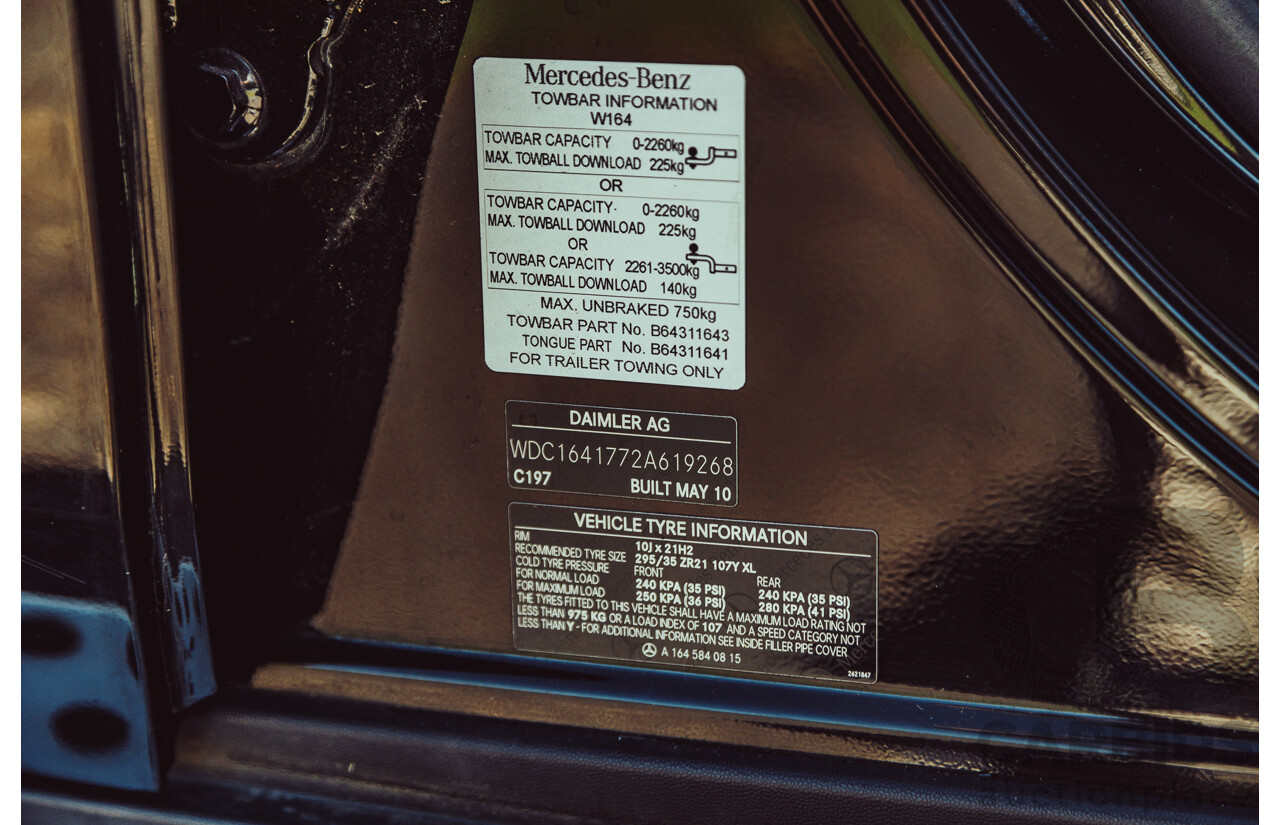 Mercedes-Benz
TOWBAR INFORMATION
W164
TOWBAR CAPACITY 0-2260kg
MAX. TOWBALL DOWNLOAD 225kg
OR
TOWBAR CAPACITY 0-2260kg
MAX. TOWBALL DOWNLOAD 225kg
OR
TOWBAR CAPACITY 2261-3500kg
MAX. TOWBALL DOWNLOAD 140kg
MAX. UNBRAKED 750kg
TOWBAR PART No. B64311643
TONGUE PART No. B64311641
FOR TRAILER TOWING ONLY
DAIMLER AG
WDC1641772A619268
C197 BUILT MAY 10
VEHICLE TYRE INFORMATION
RIM 10J x 21H2
RECOMMENDED TYRE SIZE 295/35 ZR21 107Y XL
COLD TYRE PRESSURE FRONT REAR
FOR NORMAL LOAD 240 KPA (35 PSI) 240 KPA (35 PSI)
FOR MAXIMUM LOAD 250 KPA (36 PSI) 280 KPA (41 PSI)
THE TYRES FITTED TO THIS VEHICLE SHALL HAVE A MAXIMUM LOAD RATING NOT
LESS THAN 975 KG OR A LOAD INDEX OF 107 AND A SPEED CATEGORY NOT
LESS THAN Y - FOR ADDITIONAL INFORMATION SEE INSIDE FILLER PIPE COVER
A 164 584 08 15
2621847